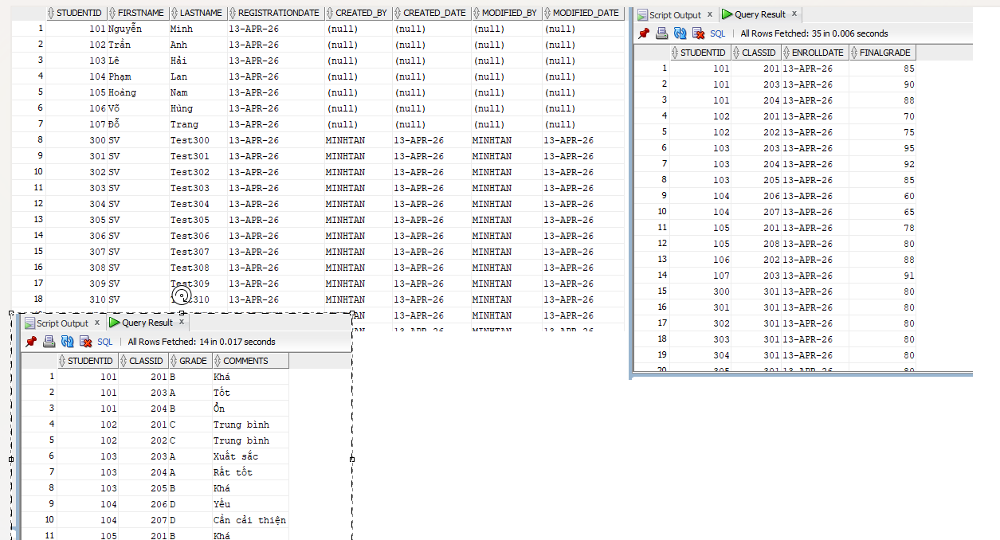 STUDENTID FIRSTNAME LASTNAME REGISTRATIONDATE CREATED_BY CREATED_DATE MODIFIED_BY MODIFIED_DATE
1 101 Nguyễn Minh 13-APR-26 (null) (null) (null) (null)
2 102 Trần Anh 13-APR-26 (null) (null) (null) (null)
3 103 Lê Hải 13-APR-26 (null) (null) (null) (null)
4 104 Phạm Lan 13-APR-26 (null) (null) (null) (null)
5 105 Hoàng Nam 13-APR-26 (null) (null) (null) (null)
6 106 Võ Hùng 13-APR-26 (null) (null) (null) (null)
7 107 Đỗ Trang 13-APR-26 (null) (null) (null) (null)
8 300 SV Test300 13-APR-26 MINHTAN 13-APR-26 MINHTAN 13-APR-26
9 301 SV Test301 13-APR-26 MINHTAN 13-APR-26 MINHTAN 13-APR-26
10 302 SV Test302 13-APR-26 MINHTAN 13-APR-26 MINHTAN 13-APR-26
11 303 SV Test303 13-APR-26 MINHTAN 13-APR-26 MINHTAN 13-APR-26
12 304 SV Test304 13-APR-26 MINHTAN 13-APR-26 MINHTAN 13-APR-26
13 305 SV Test305 13-APR-26 MINHTAN 13-APR-26 MINHTAN 13-APR-26
14 306 SV Test306 13-APR-26 MINHTAN 13-APR-26 MINHTAN 13-APR-26
15 307 SV Test307 13-APR-26 MINHTAN 13-APR-26 MINHTAN 13-APR-26
16 308 SV Test308 13-APR-26 MINHTAN 13-APR-26 MINHTAN 13-APR-26
17 309 SV Test309 13-APR-26 MINHTAN 13-APR-26 MINHTAN 13-APR-26
18 310 SV 310 13-APR-26 MINHTAN 13-APR-26 MINHTAN 13-APR-26
AN 13-APR-26 MINHTAN 13-APR-26
Script Output x Query Result x
SQL | All Rows Fetched: 35 in 0.006 seconds
STUDENTID CLASSID ENROLLDATE FINALGRADE
1 101 201 13-APR-26 85
2 101 203 13-APR-26 90
3 101 204 13-APR-26 88
4 102 201 13-APR-26 70
5 102 202 13-APR-26 75
6 103 203 13-APR-26 95
7 103 204 13-APR-26 92
8 103 205 13-APR-26 85
9 104 206 13-APR-26 60
10 104 207 13-APR-26 65
11 105 201 13-APR-26 78
12 105 208 13-APR-26 80
13 106 202 13-APR-26 88
14 107 203 13-APR-26 91
15 300 301 13-APR-26 80
16 301 301 13-APR-26 80
17 302 301 13-APR-26 80
18 303 301 13-APR-26 80
19 304 301 13-APR-26 80
20 305 301 13-APR-26 80
Script Output x Query Result x
SQL | All Rows Fetched: 14 in 0.017 seconds
STUDENTID CLASSID GRADE COMMENTS
1 101 201 B Khá
2 101 203 A Tốt
3 101 204 B Ổn
4 102 201 C Trung bình
5 102 202 C Trung bình
6 103 203 A Xuất sắc
7 103 204 A Rất tốt
8 103 205 B Khá
9 104 206 D Yếu
10 104 207 D Cần cải thiện
11 105 201 B Khá